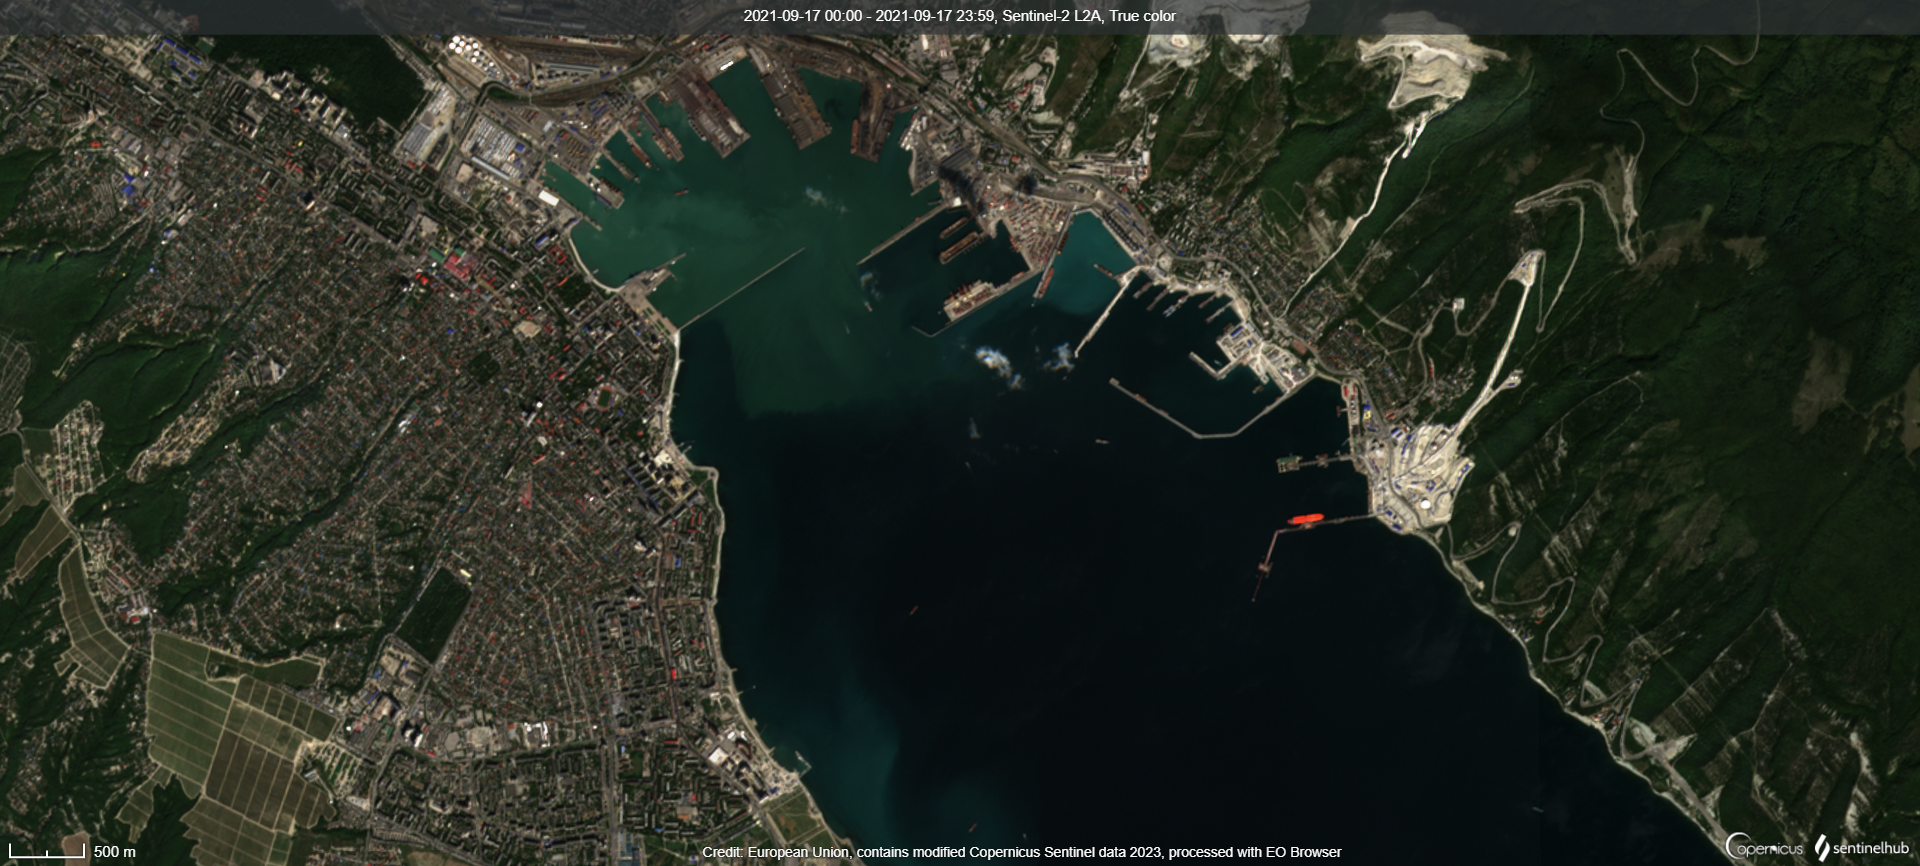 2021-09-17 00:00 - 2021-09-17 23:59, Sentinel-2 L2A, True color
500 m
Credit: European Union, contains modified Copernicus Sentinel data 2023, processed with EO Browser
opernicus
sentinelhub